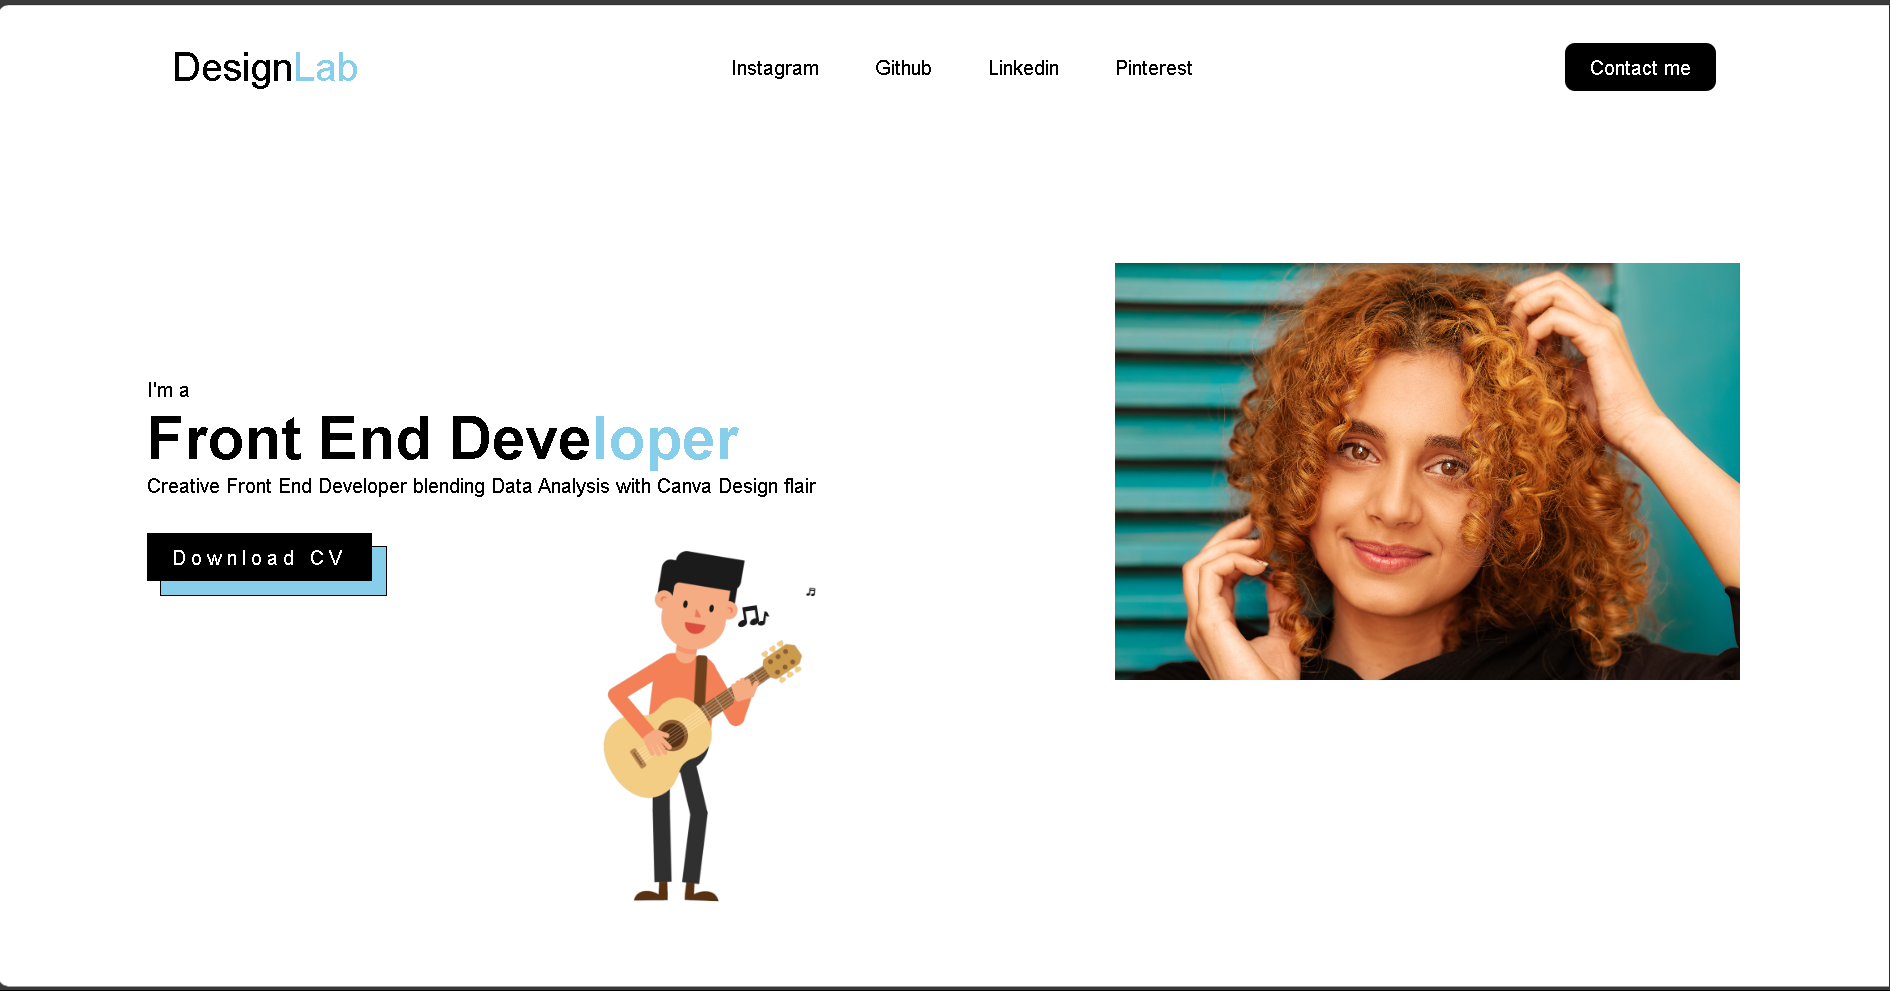 DesignLab
Instagram Github Linkedin Pinterest
Contact me
I'm a
Front End Developer
Creative Front End Developer blending Data Analysis with Canva Design flair
Download CV